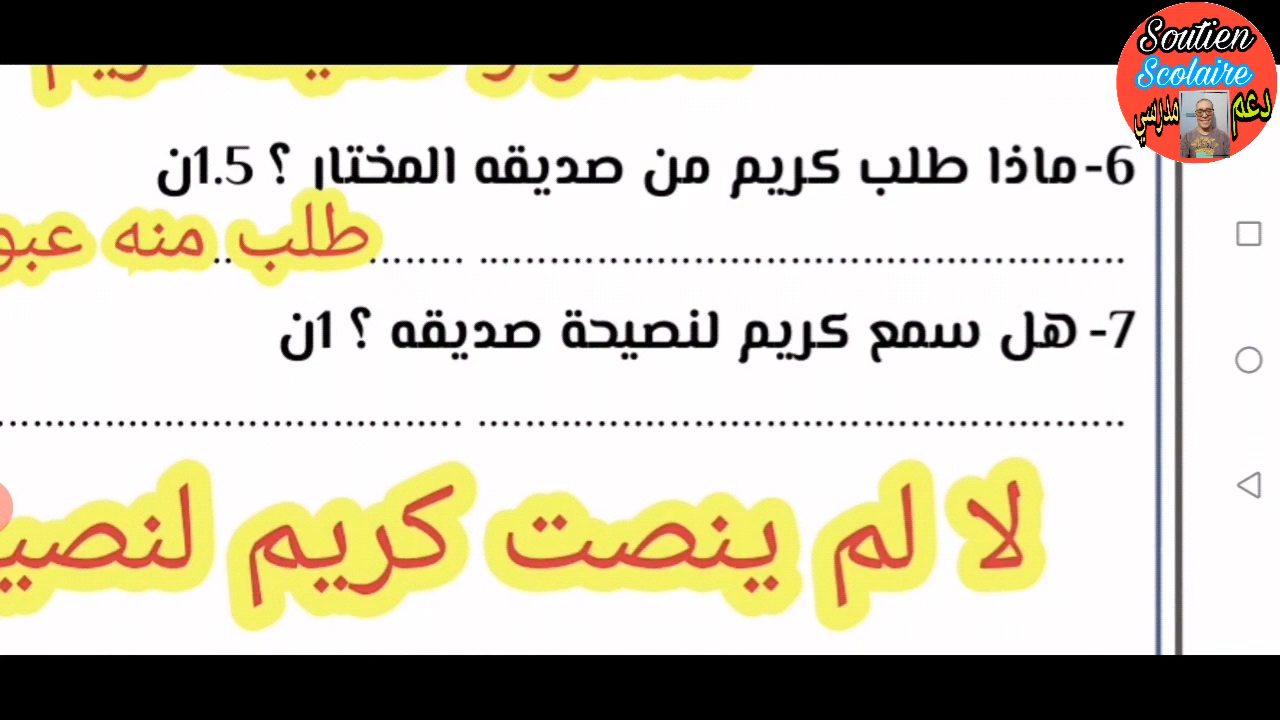 Soutien
Scolaire
دعم مدرسي
6- ماذا طلب كريم من صديقه المختار ؟ 1.5ن
طلب منه
7- هل سمع كريم لنصيحة صديقه ؟ 1ن
لا لم ينصت كريم